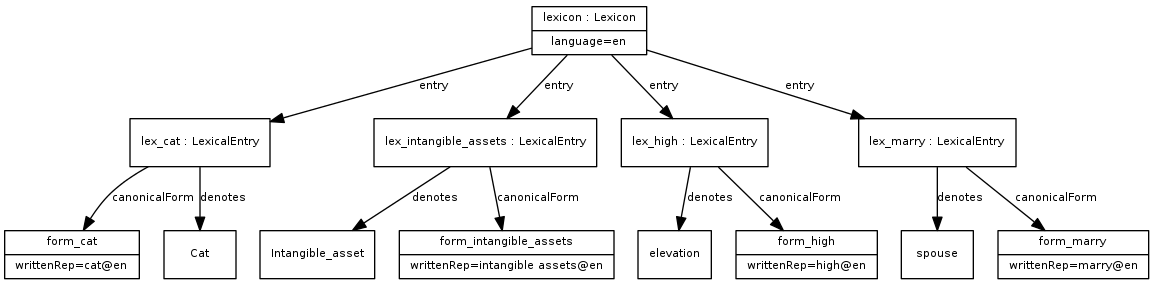 lexicon : Lexicon
language=en
entry
entry
entry
entry
lex_cat : LexicalEntry
lex_intangible_assets : LexicalEntry
lex_high : LexicalEntry
lex_marry : LexicalEntry
canonicalForm
denotes
denotes
canonicalForm
denotes
canonicalForm
denotes
canonicalForm
form_cat
writtenRep=cat@en
Cat
Intangible_asset
form_intangible_assets
writtenRep=intangible assets@en
elevation
form_high
writtenRep=high@en
spouse
form_marry
writtenRep=marry@en